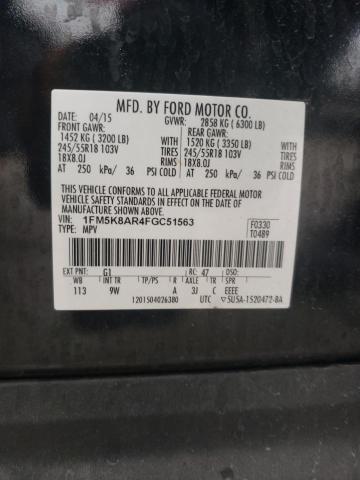 MFD. BY FORD MOTOR CO.
DATE: 04/15 GVWR: 2858 KG ( 6300 LB)
FRONT GAWR: REAR GAWR:
1452 KG ( 3200 LB) WITH 1520 KG ( 3350 LB) WITH
245/55R18 103V TIRES 245/55R18 103V TIRES
18X8.0J RIMS 18X8.0J RIMS
AT 250 kPa/ 36 PSI COLD AT 250 kPa/ 36 PSI COLD
THIS VEHICLE CONFORMS TO ALL APPLICABLE FEDERAL MOTOR
VEHICLE SAFETY AND THEFT PREVENTION STANDARDS IN EFFECT ON
THE DATE OF MANUFACTURE SHOWN ABOVE.
VIN: 1FM5K8AR4FGC51563 F0330
TYPE: MPV T0489
EXT PNT: G1 RC: 47 DSO:
WB INT TR TP/PS R AXLE TR SPR
113 9W A 3J C EEEE
1201504026380 UTC ▽5U5A-1520472-BA